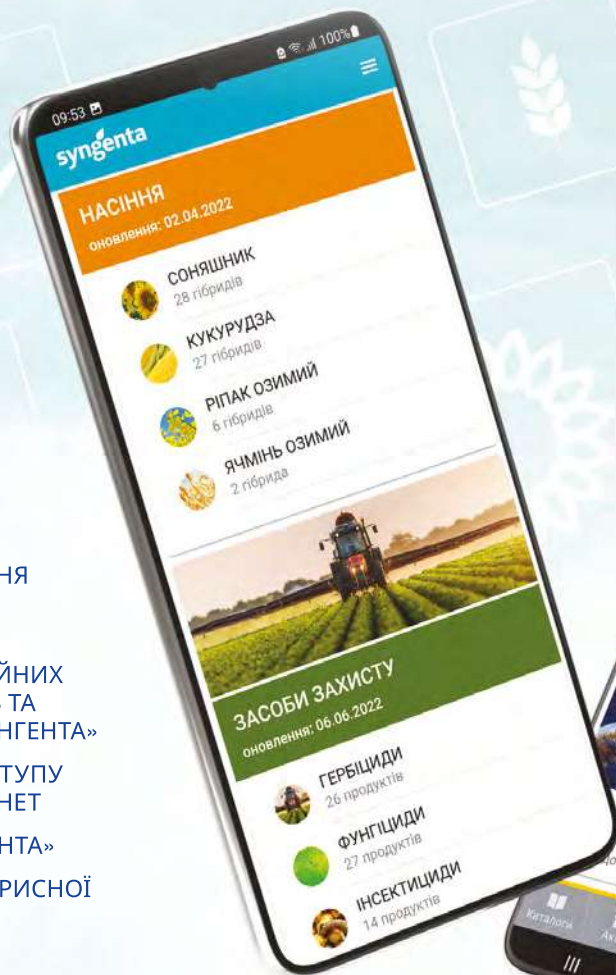 09:53
100%
syngenta
НАСІННЯ
оновлення: 02.04.2022
СОНЯШНИК
28 гібридів
КУКУРУДЗА
27 гібридів
РІПАК ОЗИМИЙ
6 гібридів
ЯЧМІНЬ ОЗИМИЙ
2 гібрида
ЗАСОБИ ЗАХИСТУ
оновлення: 06.06.2022
ГЕРБІЦИДИ
26 продуктів
ФУНГІЦИДИ
27 продуктів
ІНСЕКТИЦИДИ
14 продуктів
НЯ
ЙНИХ
ТА
НГЕНТА»
ТУПУ
НЕТ
НТА»
РИСНОЇ
Каталоги